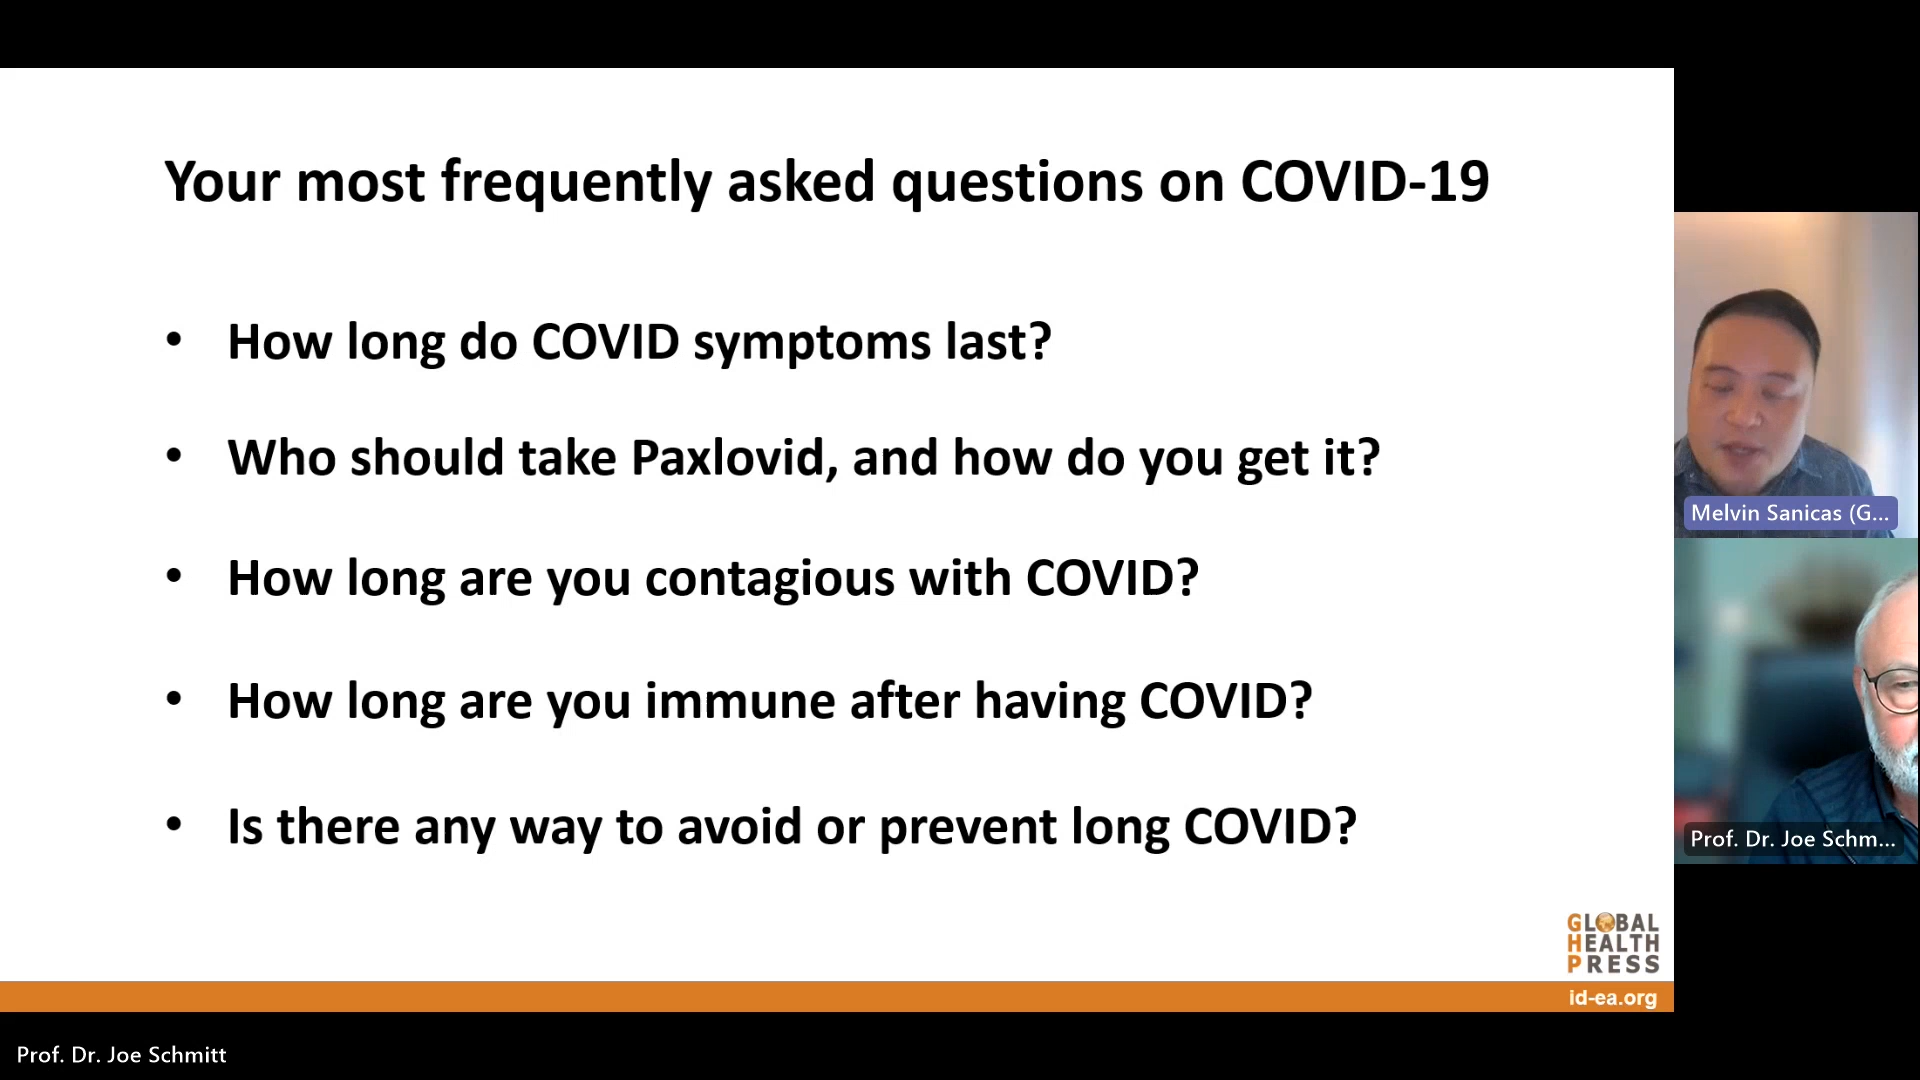 Your most frequently asked questions on COVID-19
• How long do COVID symptoms last?
• Who should take Paxlovid, and how do you get it?
• How long are you contagious with COVID?
• How long are you immune after having COVID?
• Is there any way to avoid or prevent long COVID?
GLOBAL
HEALTH
PRESS
id-ea.org
Melvin Sanicas (G...
Prof. Dr. Joe Schm...
Prof. Dr. Joe Schmitt